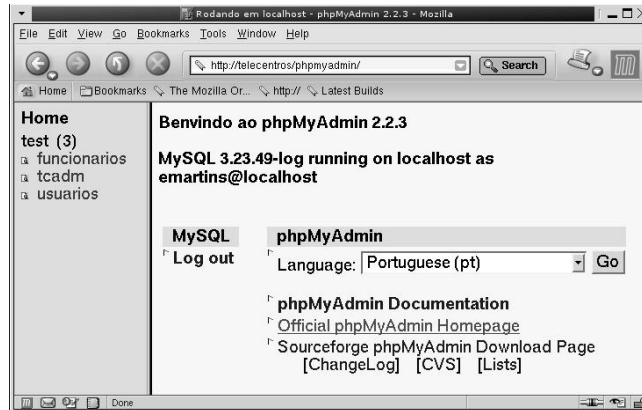 Rodando em localhost - phpMyAdmin 2.2.3 - Mozilla
File Edit View Go Bookmarks Tools Window Help
http://telecentros/phpmyadmin/ Search
Home Bookmarks The Mozilla Or... http:// Latest Builds
Home
test (3)
funcionarios
tcadm
usuarios
Benvindo ao phpMyAdmin 2.2.3
MySQL 3.23.49-log running on localhost as
emartins@localhost
MySQL
Log out
phpMyAdmin
Language: Portuguese (pt) Go
phpMyAdmin Documentation
Official phpMyAdmin Homepage
Sourceforge phpMyAdmin Download Page
[ChangeLog] [CVS] [Lists]
Done